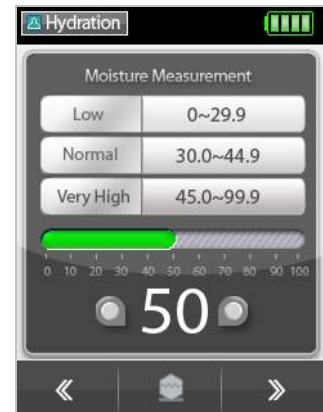 Hydration
Moisture Measurement
Low 0~29.9
Normal 30.0~44.9
Very High 45.0~99.9
0 10 20 30 40 50 60 70 80 90 100
50